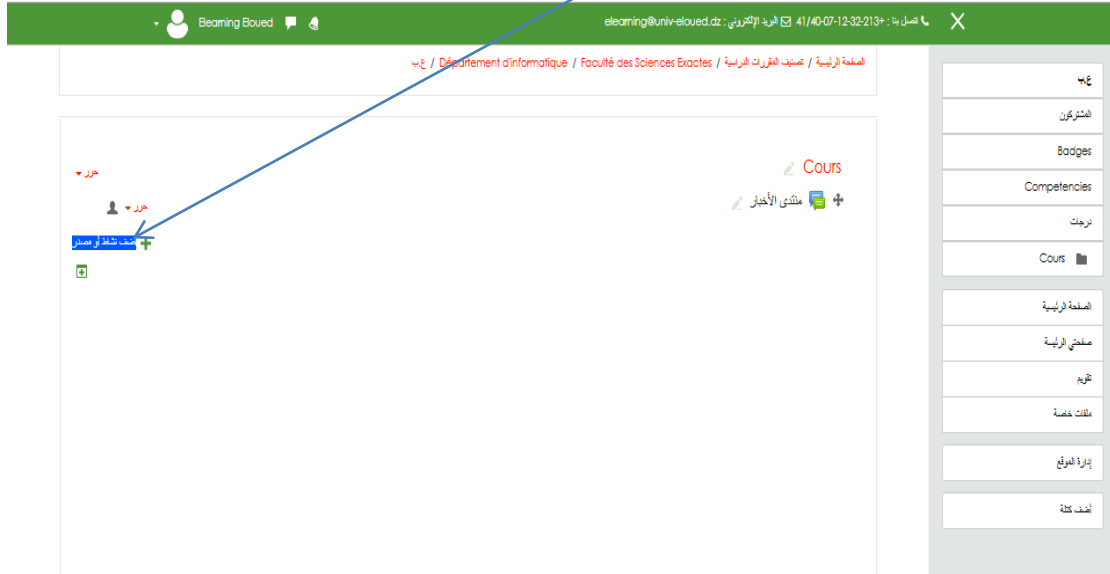 اتصل بنا : +213-32-12-07-41/40 البريد الإلكتروني : elearning@univ-eloued.dz
Elearning Eloued
الصفحة الرئيسية / تصنيف المقررات الدراسية / Faculté des Sciences Exactes / Département d'informatique / ع.ب
ع.ب
المشتركون
Badges
Competencies
درجات
Cours
الصفحة الرئيسية
صفحتي الرئيسة
تقويم
ملفات خاصة
إدارة الموقع
أضف كتلة
Cours
حرر
منتدى الأخبار
حرر
أضف نشاط أو مصدر